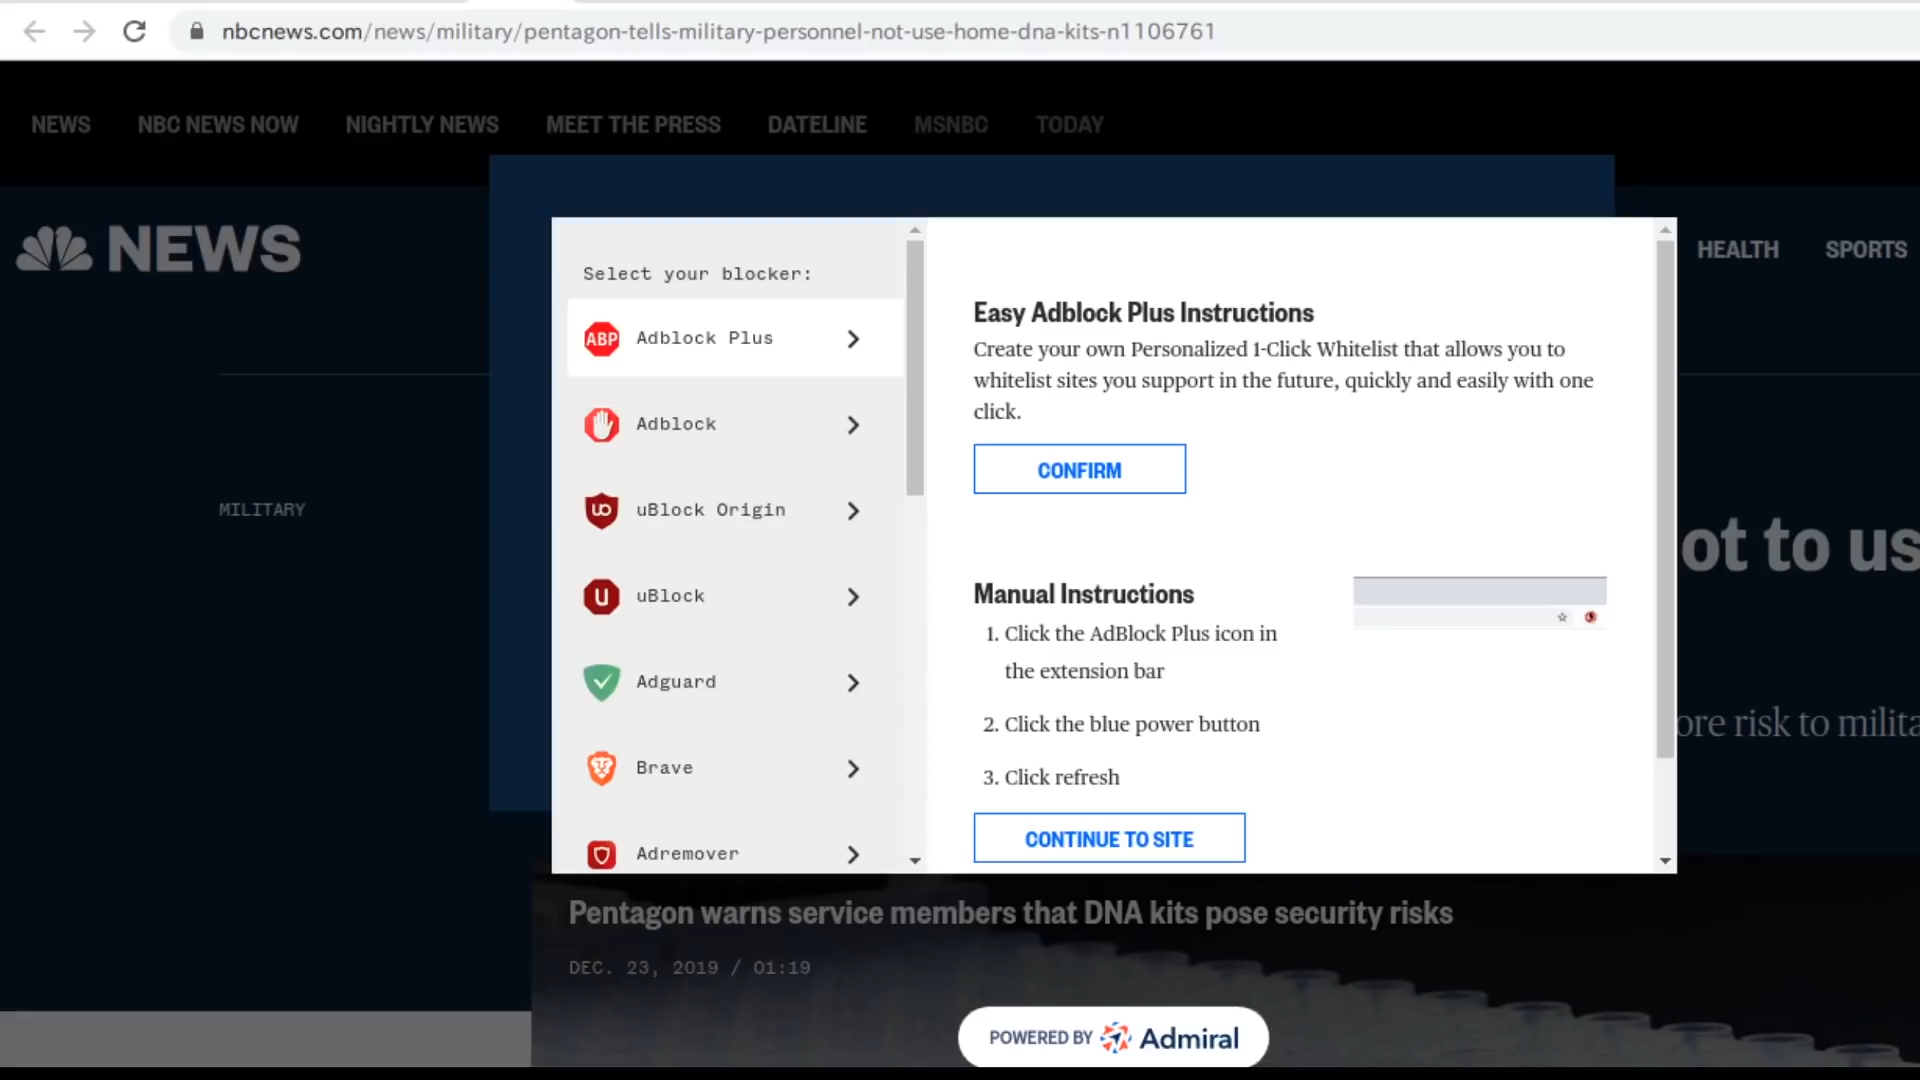 nbcnews.com/news/military/pentagon-tells-military-personnel-not-use-home-dna-kits-n1106761
NEWS NBC NEWS NOW NIGHTLY NEWS MEET THE PRESS DATELINE MSNBC TODAY
NEWS
HEALTH SPORTS
MILITARY
Select your blocker:
ABP Adblock Plus
Adblock
uBlock Origin
U uBlock
Adguard
Brave
Adremover
Easy Adblock Plus Instructions
Create your own Personalized 1-Click Whitelist that allows you to
whitelist sites you support in the future, quickly and easily with one
click.
CONFIRM
Manual Instructions
1. Click the AdBlock Plus icon in
the extension bar
2. Click the blue power button
3. Click refresh
CONTINUE TO SITE
ot to us
ore risk to milita
Pentagon warns service members that DNA kits pose security risks
DEC. 23, 2019 / 01:19
POWERED BY Admiral